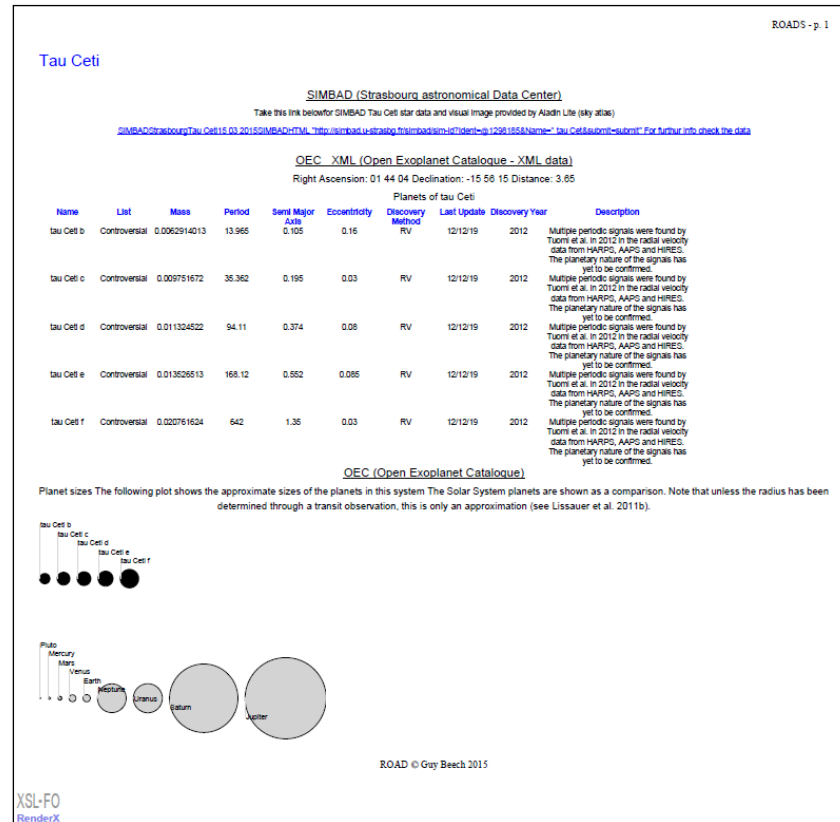 ROADS - p. 1
Tau Ceti
SIMBAD (Strasbourg astronomical Data Center)
Take this link belowfor SIMBAD Tau Ceti star data and visual image provided by Aladin Lite (sky atlas)
SIMBADStrasbourgTau Ceti15 03 2015SIMBADHTML "http://simbad.u-strasbg.fr/simbad/sim-id?Ident=@1298185&Name=* tau Cet&submit=submit" For furthur info check the data
OEC XML (Open Exoplanet Catalogue - XML data)
Right Ascension: 01 44 04 Declination: -15 56 15 Distance: 3.65
Planets of tau Ceti
Name List Mass Period Semi Major Eccentricity Discovery Last Update Discovery Year Description
Axis Method
tau Ceti b Controversial 0.0062914013 13.965 0.105 0.16 RV 12/12/19 2012 Multiple periodic signals were found by
Tuomi et al. in 2012 in the radial velocity
data from HARPS, AAPS and HIRES.
The planetary nature of the signals has
yet to be confirmed.
tau Ceti c Controversial 0.009751672 35.362 0.195 0.03 RV 12/12/19 2012 Multiple periodic signals were found by
Tuomi et al. in 2012 in the radial velocity
data from HARPS, AAPS and HIRES.
The planetary nature of the signals has
yet to be confirmed.
tau Ceti d Controversial 0.011324522 94.11 0.374 0.08 RV 12/12/19 2012 Multiple periodic signals were found by
Tuomi et al. in 2012 in the radial velocity
data from HARPS, AAPS and HIRES.
The planetary nature of the signals has
yet to be confirmed.
tau Ceti e Controversial 0.013526513 168.12 0.552 0.085 RV 12/12/19 2012 Multiple periodic signals were found by
Tuomi et al. in 2012 in the radial velocity
data from HARPS, AAPS and HIRES.
The planetary nature of the signals has
yet to be confirmed.
tau Ceti f Controversial 0.020761624 642 1.35 0.03 RV 12/12/19 2012 Multiple periodic signals were found by
Tuomi et al. in 2012 in the radial velocity
data from HARPS, AAPS and HIRES.
The planetary nature of the signals has
yet to be confirmed.
OEC (Open Exoplanet Catalogue)
Planet sizes The following plot shows the approximate sizes of the planets in this system The Solar System planets are shown as a comparison. Note that unless the radius has been
determined through a transit observation, this is only an approximation (see Lissauer et al. 2011b).
tau Ceti b
tau Ceti c
tau Ceti d
tau Ceti e
tau Ceti f
Pluto
Mercury
Mars
Venus
Earth
Neptune
Uranus
Saturn
Jupiter
ROAD © Guy Beech 2015
XSL•FO
RenderX